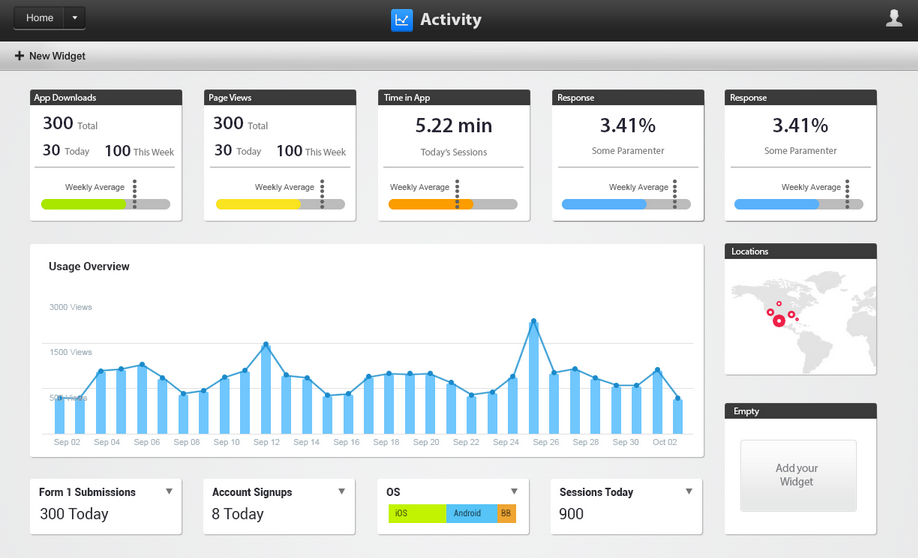 Home
Activity
+ New Widget
App Downloads
300 Total
30 Today 100 This Week
Weekly Average
Page Views
300 Total
30 Today 100 This Week
Weekly Average
Time in App
5.22 min
Today's Sessions
Weekly Average
Response
3.41%
Some Paramenter
Weekly Average
Response
3.41%
Some Paramenter
Weekly Average
Usage Overview
3000 Views
1500 Views
500 Views
Sep 02 Sep 04 Sep 06 Sep 08 Sep 10 Sep 12 Sep 14 Sep 16 Sep 18 Sep 20 Sep 22 Sep 24 Sep 26 Sep 28 Sep 30 Oct 02
Locations
Empty
Add your
Widget
Form 1 Submissions
300 Today
Account Signups
8 Today
OS
iOS Android BB
Sessions Today
900